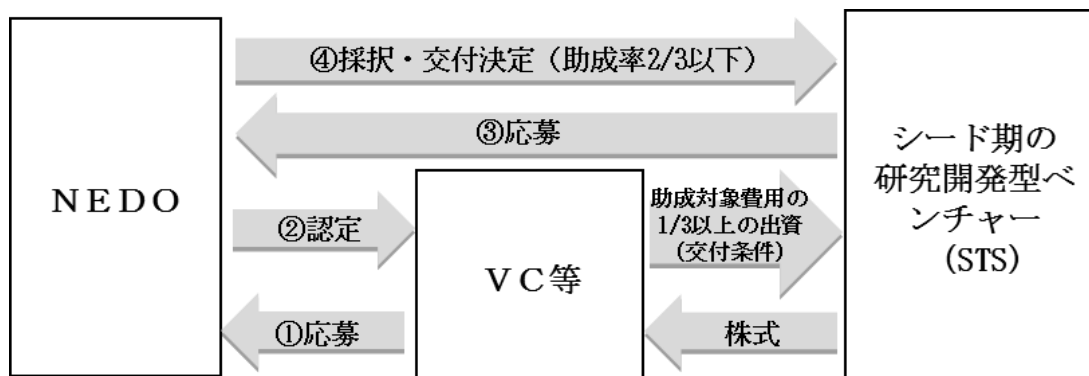 ④採択・交付決定（助成率2/3以下）
③応募
NEDO
②認定
①応募
VC等
助成対象費用の
1/3以上の出資
(交付条件)
株式
シード期の
研究開発型ベ
ンチャー
(STS)